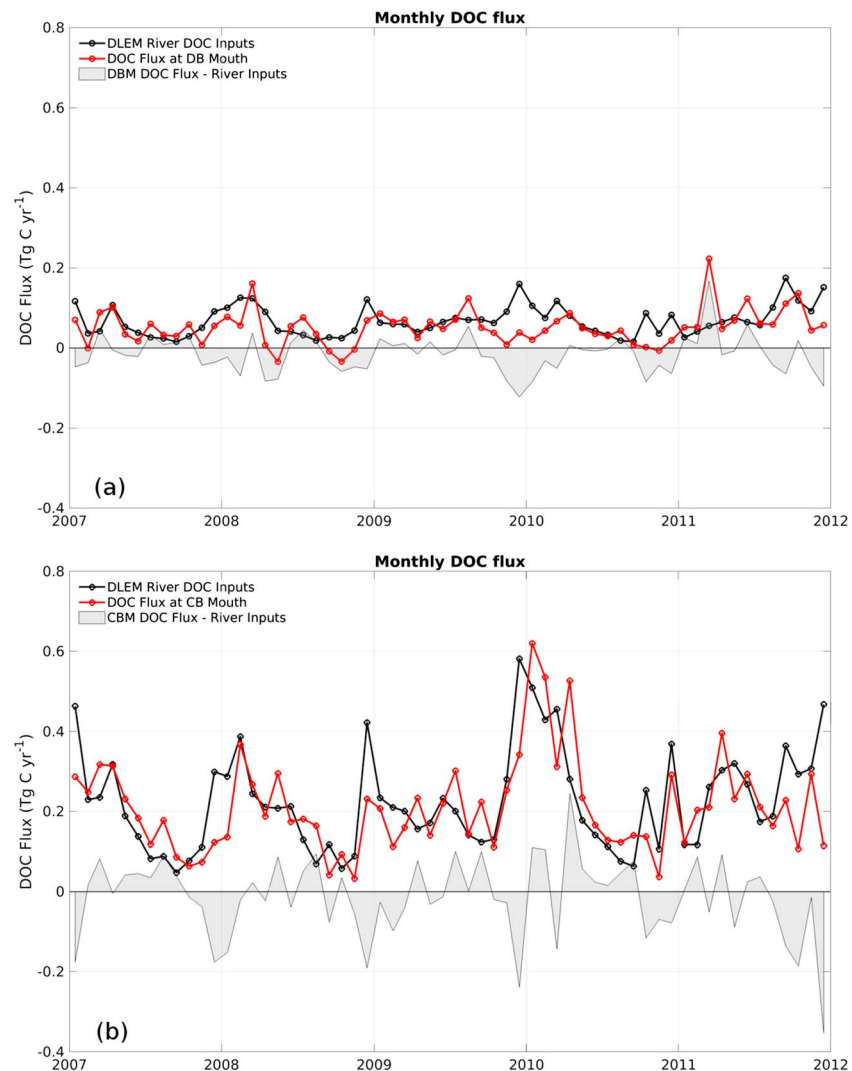 Monthly DOC flux
0.8
DLEM River DOC Inputs
DOC Flux at DB Mouth
DBM DOC Flux - River Inputs
0.6
0.4
DOC Flux (Tg C yr⁻¹)
0.2
0
-0.2
(a)
-0.4
2007 2008 2009 2010 2011 2012
Monthly DOC flux
0.8
DLEM River DOC Inputs
DOC Flux at CB Mouth
CBM DOC Flux - River Inputs
0.6
0.4
DOC Flux (Tg C yr⁻¹)
0.2
0
-0.2
(b)
-0.4
2007 2008 2009 2010 2011 2012